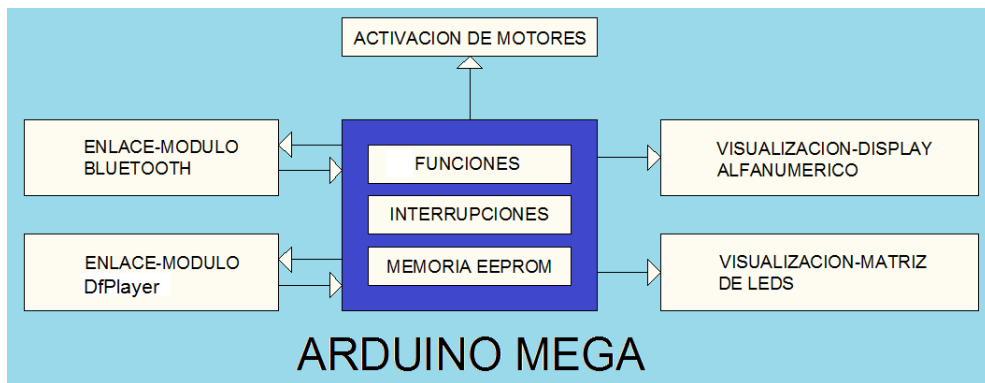 ACTIVACION DE MOTORES
ENLACE-MODULO
BLUETOOTH
FUNCIONES
INTERRUPCIONES
MEMORIA EEPROM
VISUALIZACION-DISPLAY
ALFANUMERICO
ENLACE-MODULO
DfPlayer
VISUALIZACION-MATRIZ
DE LEDS
ARDUINO MEGA